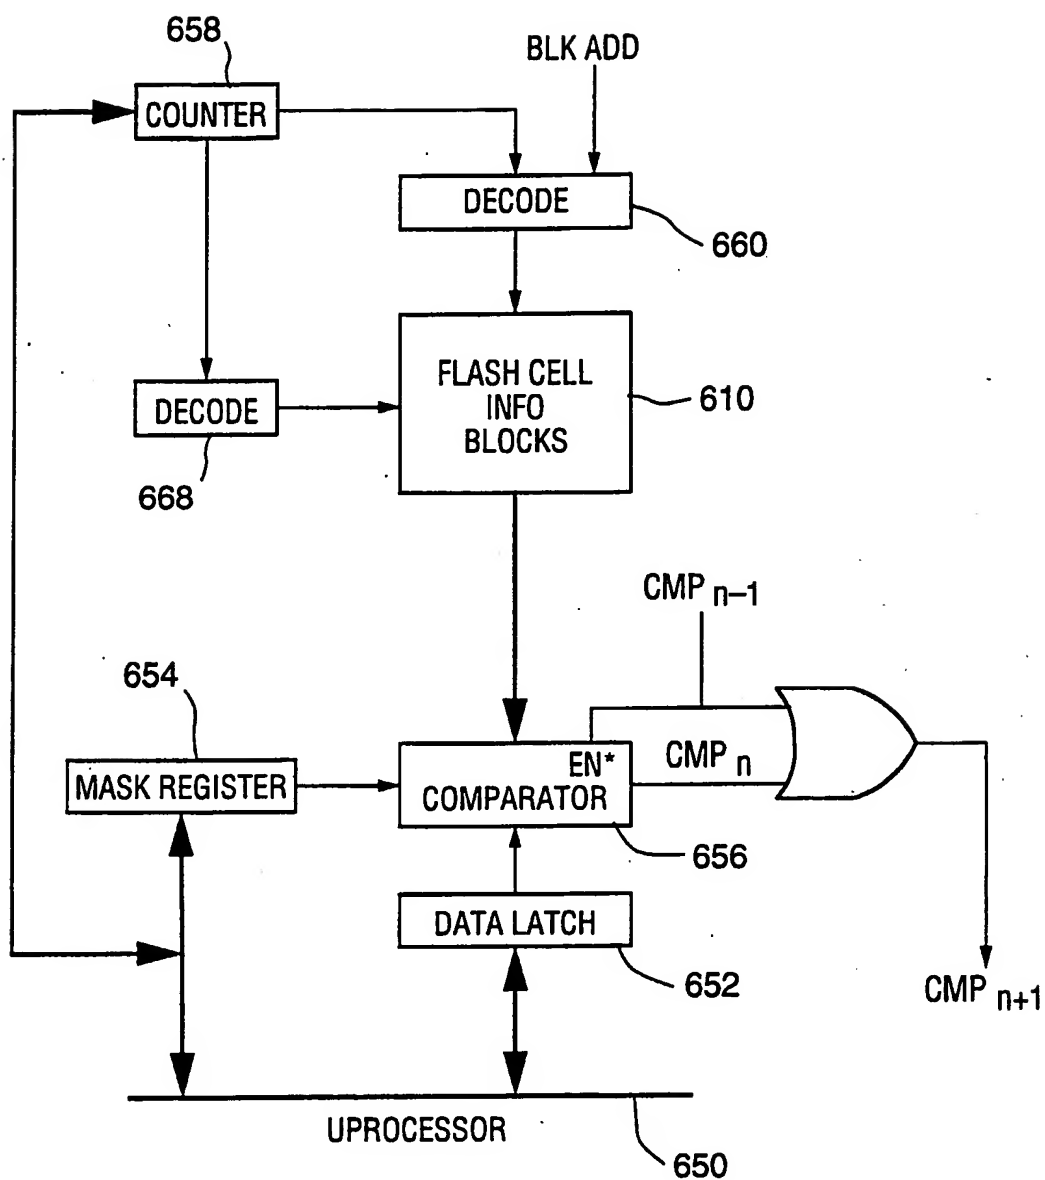 658
BLK ADD
COUNTER
DECODE
660
FLASH CELL
INFO
BLOCKS
610
DECODE
668
CMP n–1
654
EN*
CMP n
MASK REGISTER
COMPARATOR
656
DATA LATCH
652
CMP n+1
UPROCESSOR
650